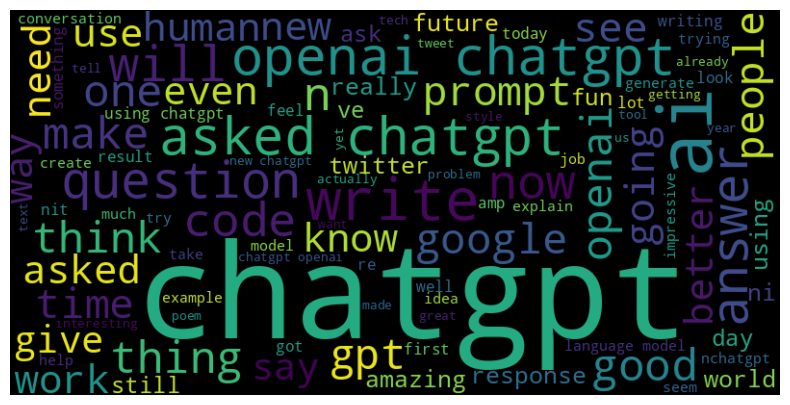 conversation
something
need
use
tell
humannew
will
openai chatgpt
ask
tech
future
tweet
today
see
writing
trying
already
look
people
one
even
n
ve
really
prompt
fun
lot
generate
getting
ai
using chatgpt
feel
way
make
create
result
asked chatgpt
yet
style
openai
tool
us
year
going
impressive
better
answer
using
question
new chatgpt
twitter
actually
problem
job
write
now
amp
explain
text
nit
much
try
code
want
think
take
model
know
chatgpt openai
re
google
well
asked
time
example
poem
chatgpt
made
idea
great
ni
interesting
give
help
thing
got
say
gpt
first
language model
good
day
nchatgpt
work
still
amazing
response
seem
world